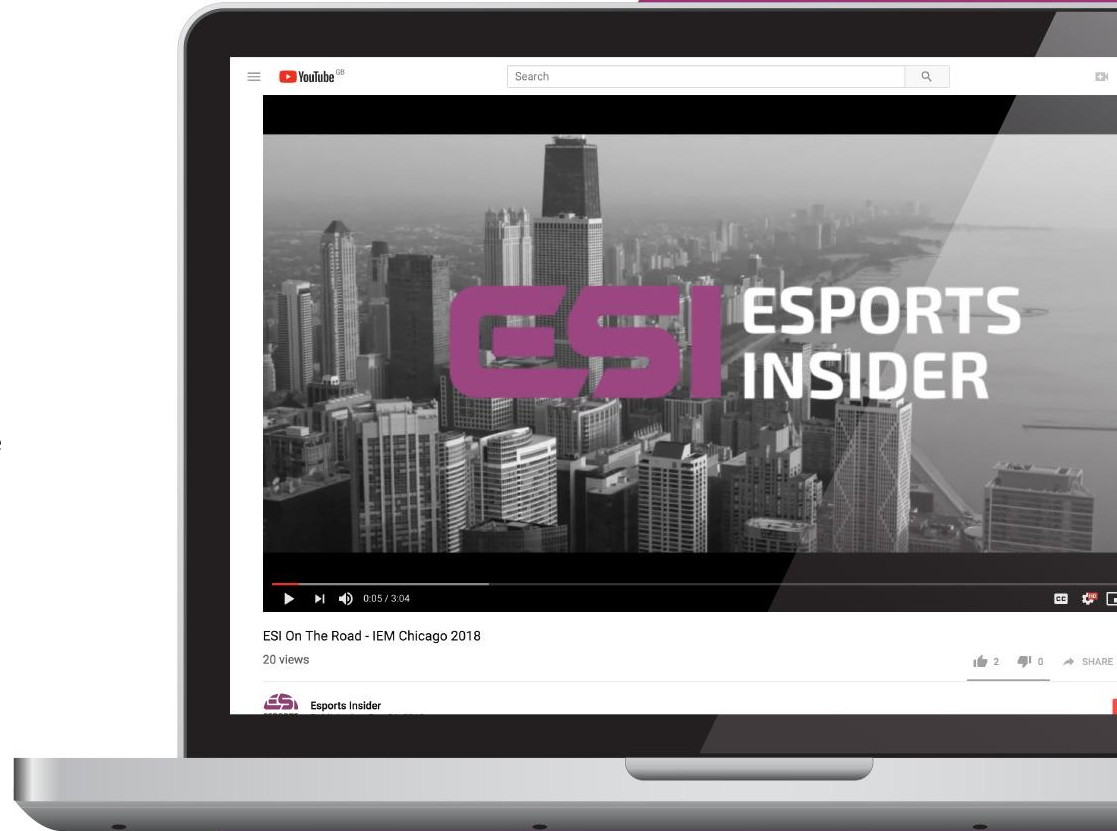 YouTube GB
Search
ESI ESPORTS
INSIDER
0:05 / 3:04
CC
HD
ESI On The Road - IEM Chicago 2018
20 views
2
0
SHARE
ESI
Esports Insider